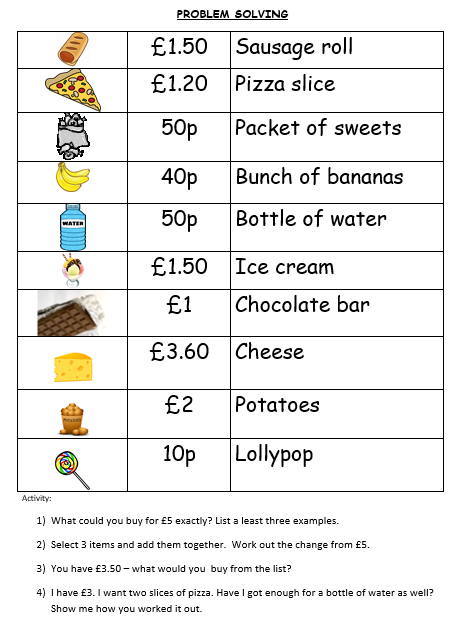 PROBLEM SOLVING
£1.50 Sausage roll
£1.20 Pizza slice
50p Packet of sweets
40p Bunch of bananas
WATER 50p Bottle of water
£1.50 Ice cream
£1 Chocolate bar
£3.60 Cheese
£2 Potatoes
10p Lollypop
Activity:
1) What could you buy for £5 exactly? List a least three examples.
2) Select 3 items and add them together. Work out the change from £5.
3) You have £3.50 – what would you buy from the list?
4) I have £3. I want two slices of pizza. Have I got enough for a bottle of water as well?
Show me how you worked it out.